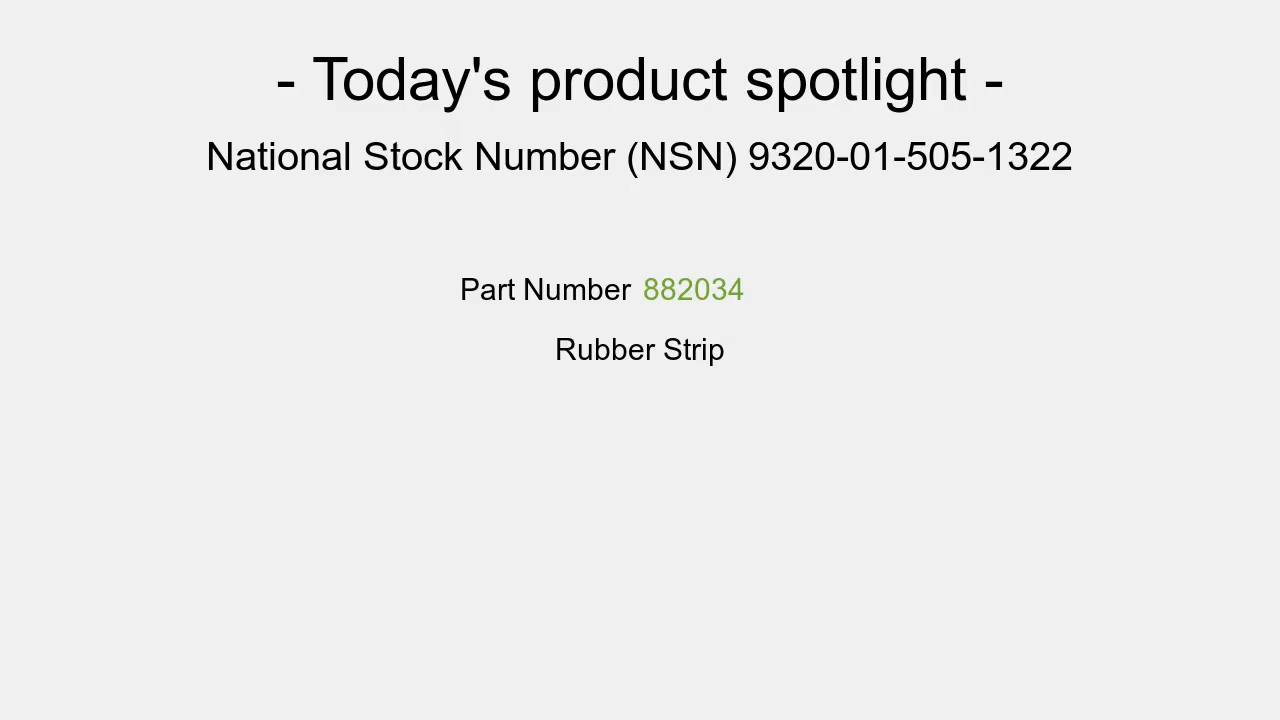 - Today's product spotlight -
National Stock Number (NSN) 9320-01-505-1322
Part Number 882034
Rubber Strip